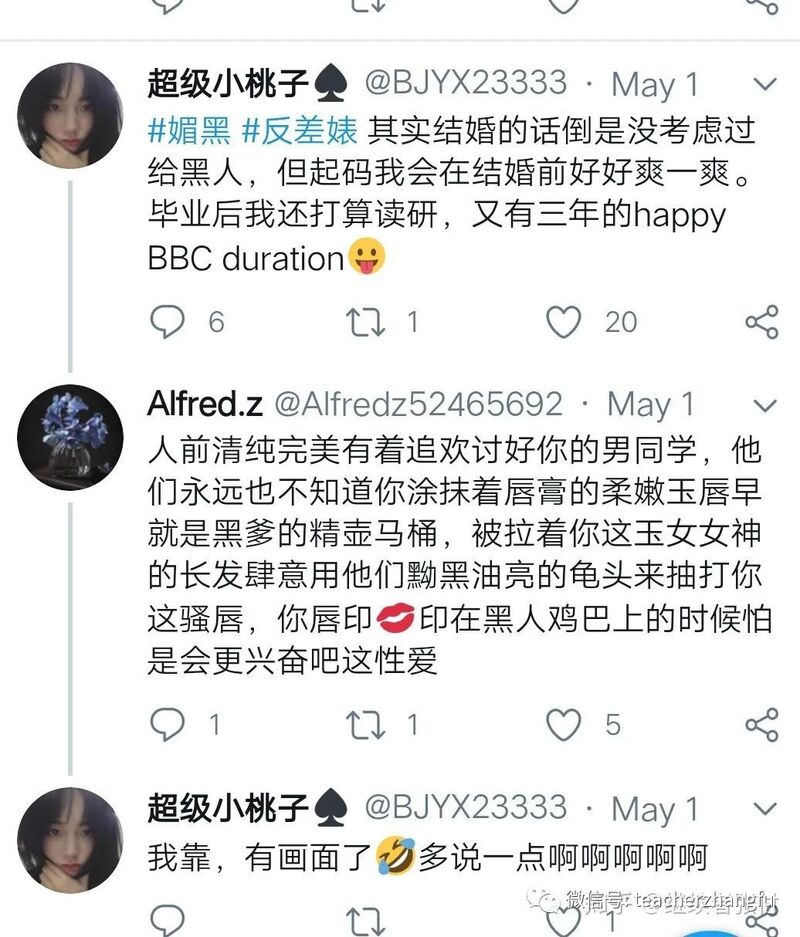 超级小桃子♠ @BJYX23333 · May 1
#媚黑 #反差婊 其实结婚的话倒是没考虑过
给黑人，但起码我会在结婚前好好爽一爽。
毕业后我还打算读研，又有三年的happy
BBC duration😛
6 1 20
Alfred.z @Alfredz52465692 · May 1
人前清纯完美有着追欢讨好你的男同学，他
们永远也不知道你涂抹着唇膏的柔嫩玉唇早
就是黑爹的精壶马桶，被拉着你这玉女女神
的长发肆意用他们黝黑油亮的龟头来抽打你
这骚唇，你唇印💋印在黑人鸡巴上的时候怕
是会更兴奋吧这性爱
1 1 5
超级小桃子♠ @BJYX23333 · May 1
我靠，有画面了🤣多说一点啊啊啊啊啊
微信号: teacherzhangfu
1